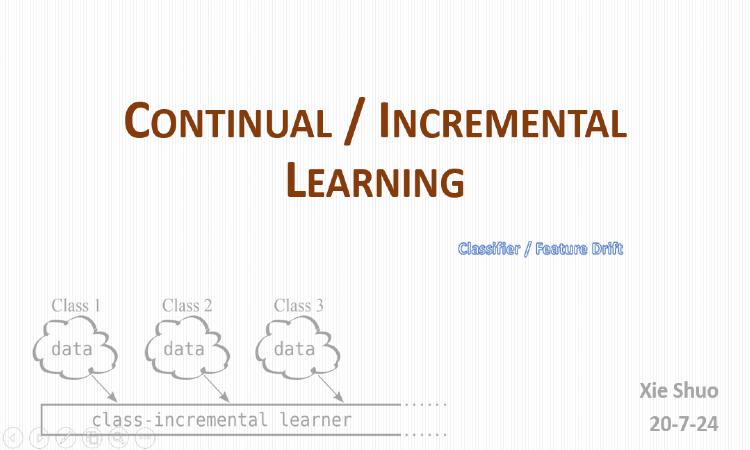 CONTINUAL / INCREMENTAL
LEARNING
Classifier / Feature Drift
Class 1 Class 2 Class 3
data data data
class-incremental learner
Xie Shuo
20-7-24